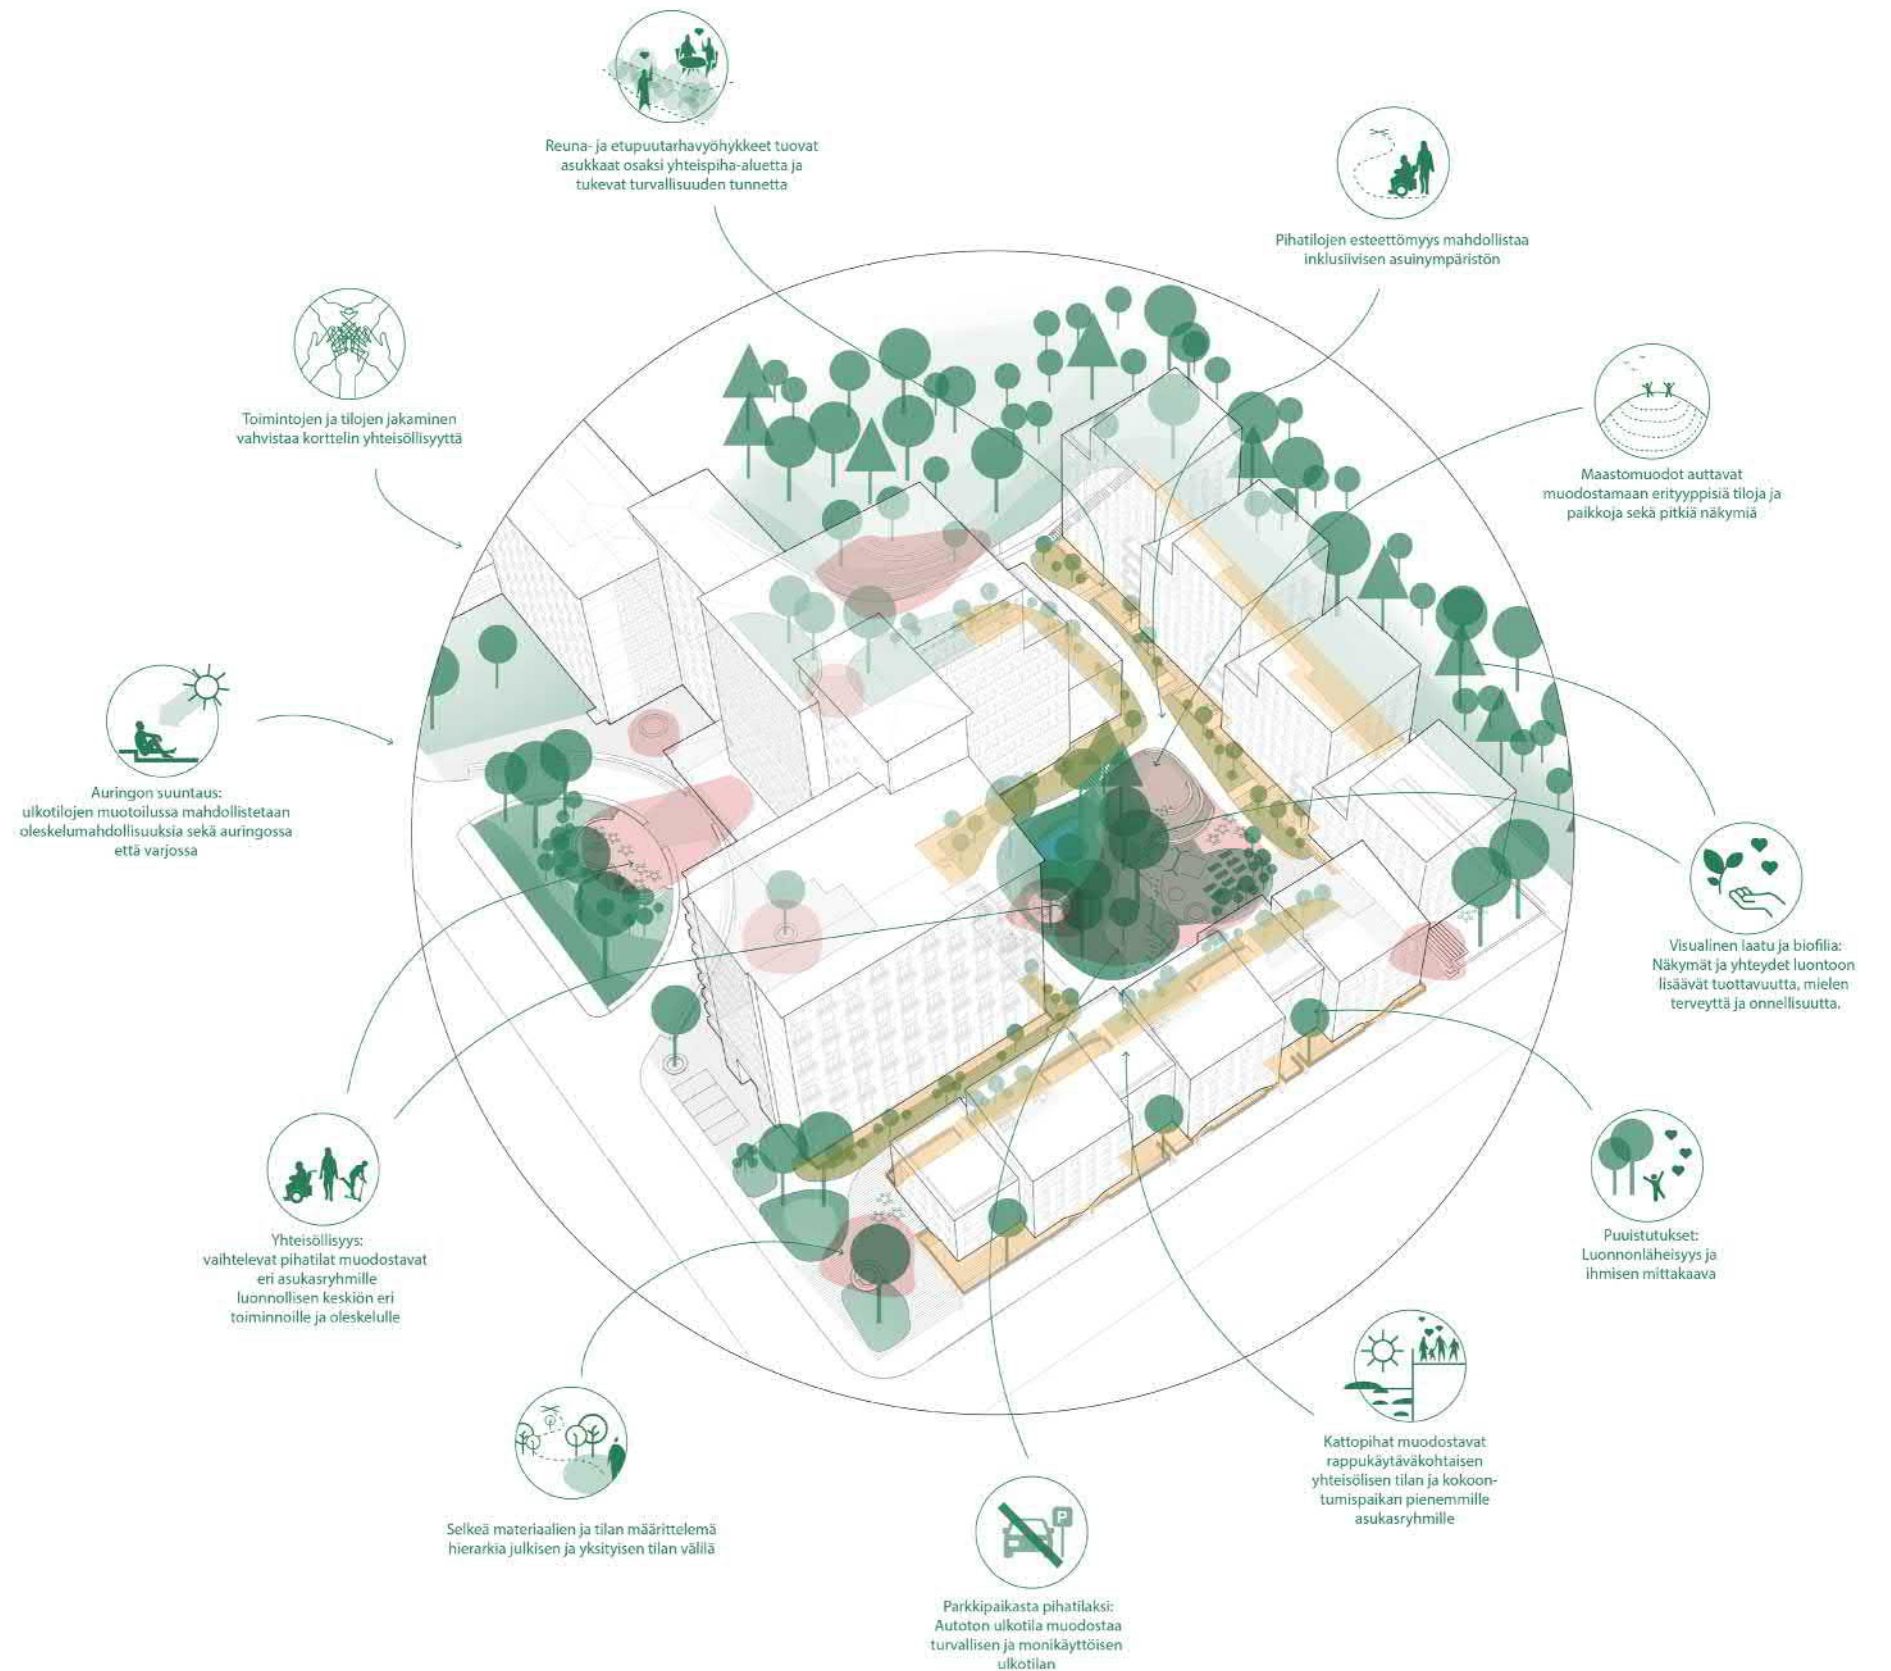 Reuna- ja etupuutarhavyöhykkeet tuovat
asukkaat osaksi yhteispiha-aluetta ja
tukevat turvallisuuden tunnetta
Pihatilojen esteettömyys mahdollistaa
inklusiivisen asuinympäristön
Toimintojen ja tilojen jakaminen
vahvistaa korttelin yhteisöllisyyttä
Maastomuodot auttavat
muodostamaan erityyppisiä tiloja ja
paikkoja sekä pitkiä näkymiä
Auringon suuntaus:
ulkotilojen muotoilussa mahdollistetaan
oleskelumahdollisuuksia sekä auringossa
että varjossa
Visualinen laatu ja biofilia:
Näkymät ja yhteydet luontoon
lisäävät tuottavuutta, mielen
terveyttä ja onnellisuutta.
Yhteisöllisyys:
vaihtelevat pihatilat muodostavat
eri asukasryhmille
luonnollisen keskiön eri
toiminnoille ja oleskelulle
Puuistutukset:
Luonnonläheisyys ja
ihmisen mittakaava
Kattopihat muodostavat
rappukäytäväkohtaisen
yhteisölisen tilan ja kokoon-
tumispaikan pienemmille
asukasryhmille
Selkeä materiaalien ja tilan määrittelemä
hierarkia julkisen ja yksityisen tilan välilä
P
Parkkipaikasta pihatilaksi:
Autoton ulkotila muodostaa
turvallisen ja monikäyttöisen
ulkotilan